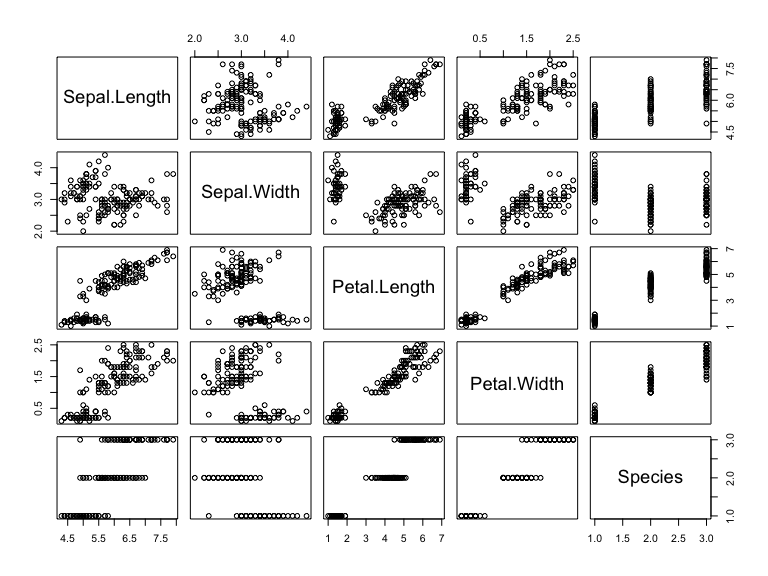 2.0 3.0 4.0 0.5 1.5 2.5
Sepal.Length
4.5 6.0 7.5
2.0 3.0 4.0
Sepal.Width
Petal.Length
1 3 5 7
0.5 1.5 2.5
Petal.Width
Species
1.0 2.0 3.0
4.5 5.5 6.5 7.5 1 2 3 4 5 6 7 1.0 1.5 2.0 2.5 3.0